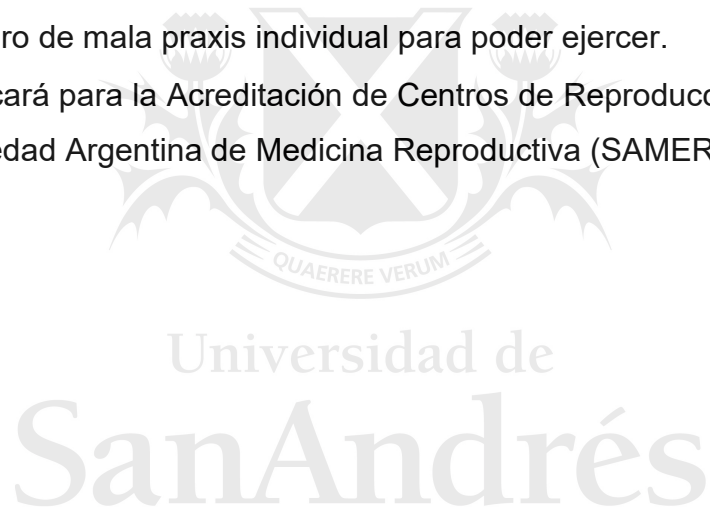 ro de mala praxis individual para poder ejercer.
cará para la Acreditación de Centros de Reproducc
edad Argentina de Medicina Reproductiva (SAMER
QUAERERE VERUM
Universidad de
SanAndrés